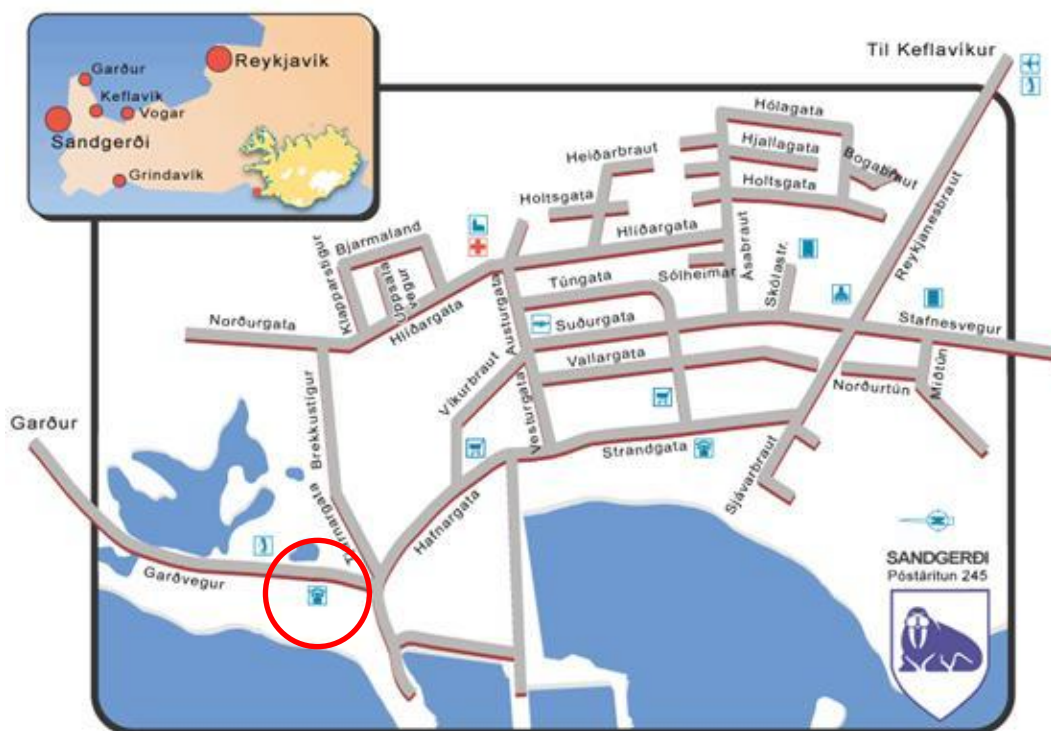 Reykjavík
Garður
Keflavík
Vogar
Sandgerði
Grindavík
Til Keflavíkur
Hólagata
Hjallagata
Bogabraut
Heiðarbraut
Holtsgata
Holtsgata
Hlíðargata
Ásabraut
Reykjanesbraut
Bjarmaland
Klapparstígur
Uppsala
vegur
Hlíðargata
Norðurgata
Austurgata
Túngata
Sólheimar
Skólastr.
Suðurgata
Stafnesvegur
Vallargata
Norðurtún
Miðtún
Víkurbraut
Vesturgata
Brekkustígur
Garður
Strandgata
Sjávarbraut
Hafnargata
Tjarnargata
Garðvegur
SANDGERÐI
Póstáritun 245